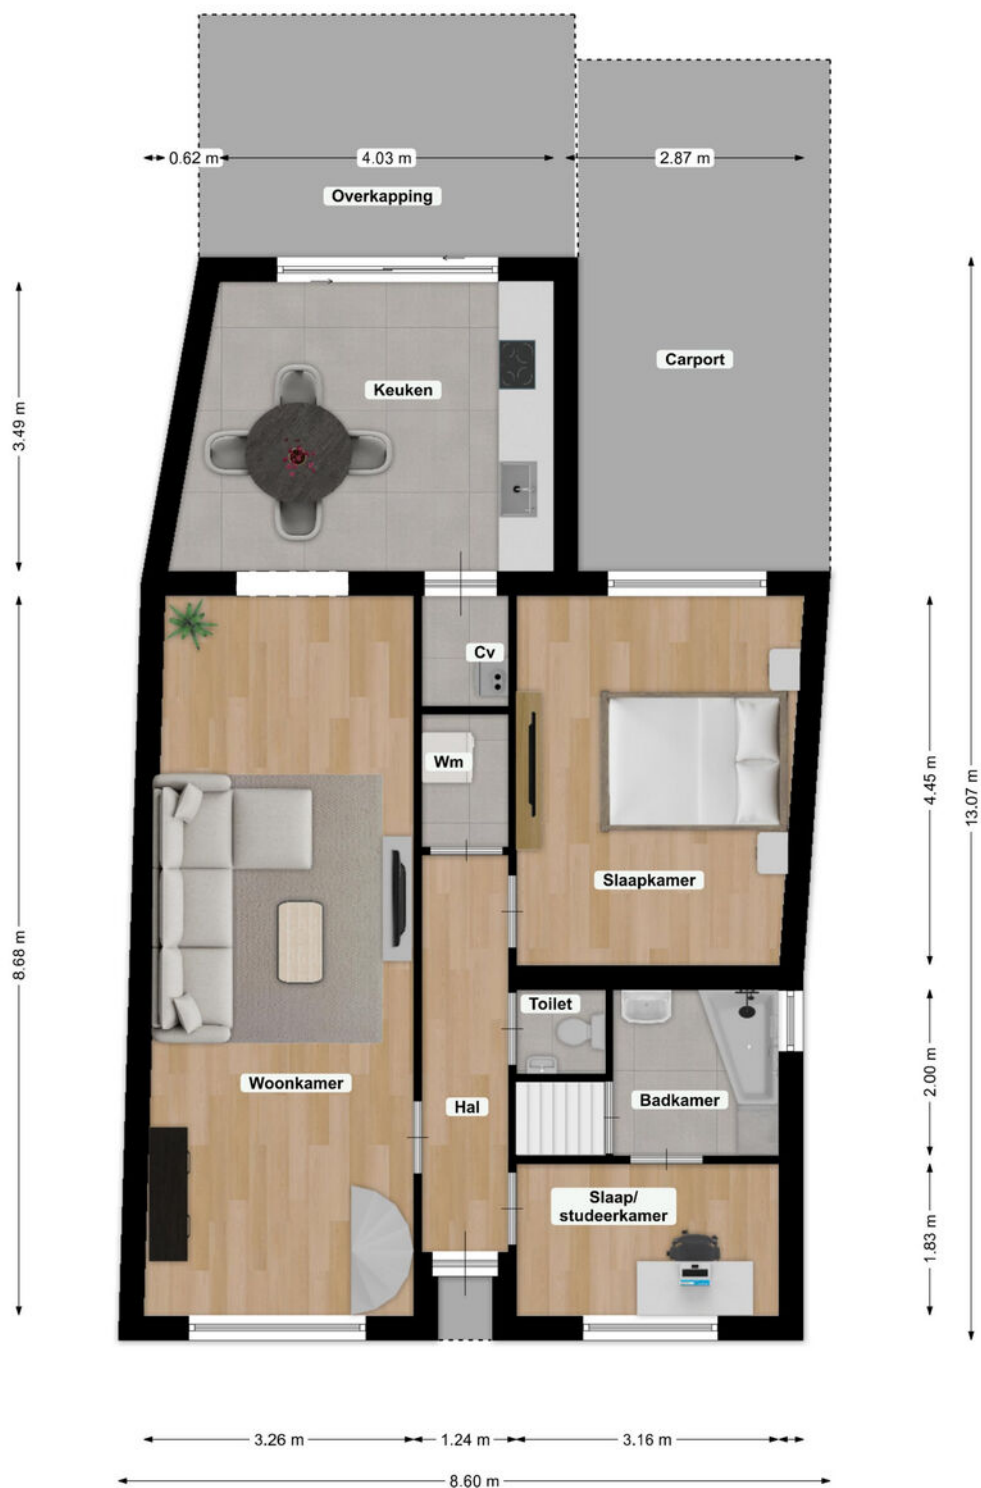 0.62 m
4.03 m
2.87 m
Overkapping
Carport
Keuken
3.49 m
Cv
Wm
4.45 m
13.07 m
Slaapkamer
8.68 m
Toilet
Woonkamer
Hal
Badkamer
2.00 m
Slaap/
studeerkamer
1.83 m
3.26 m
1.24 m
3.16 m
8.60 m